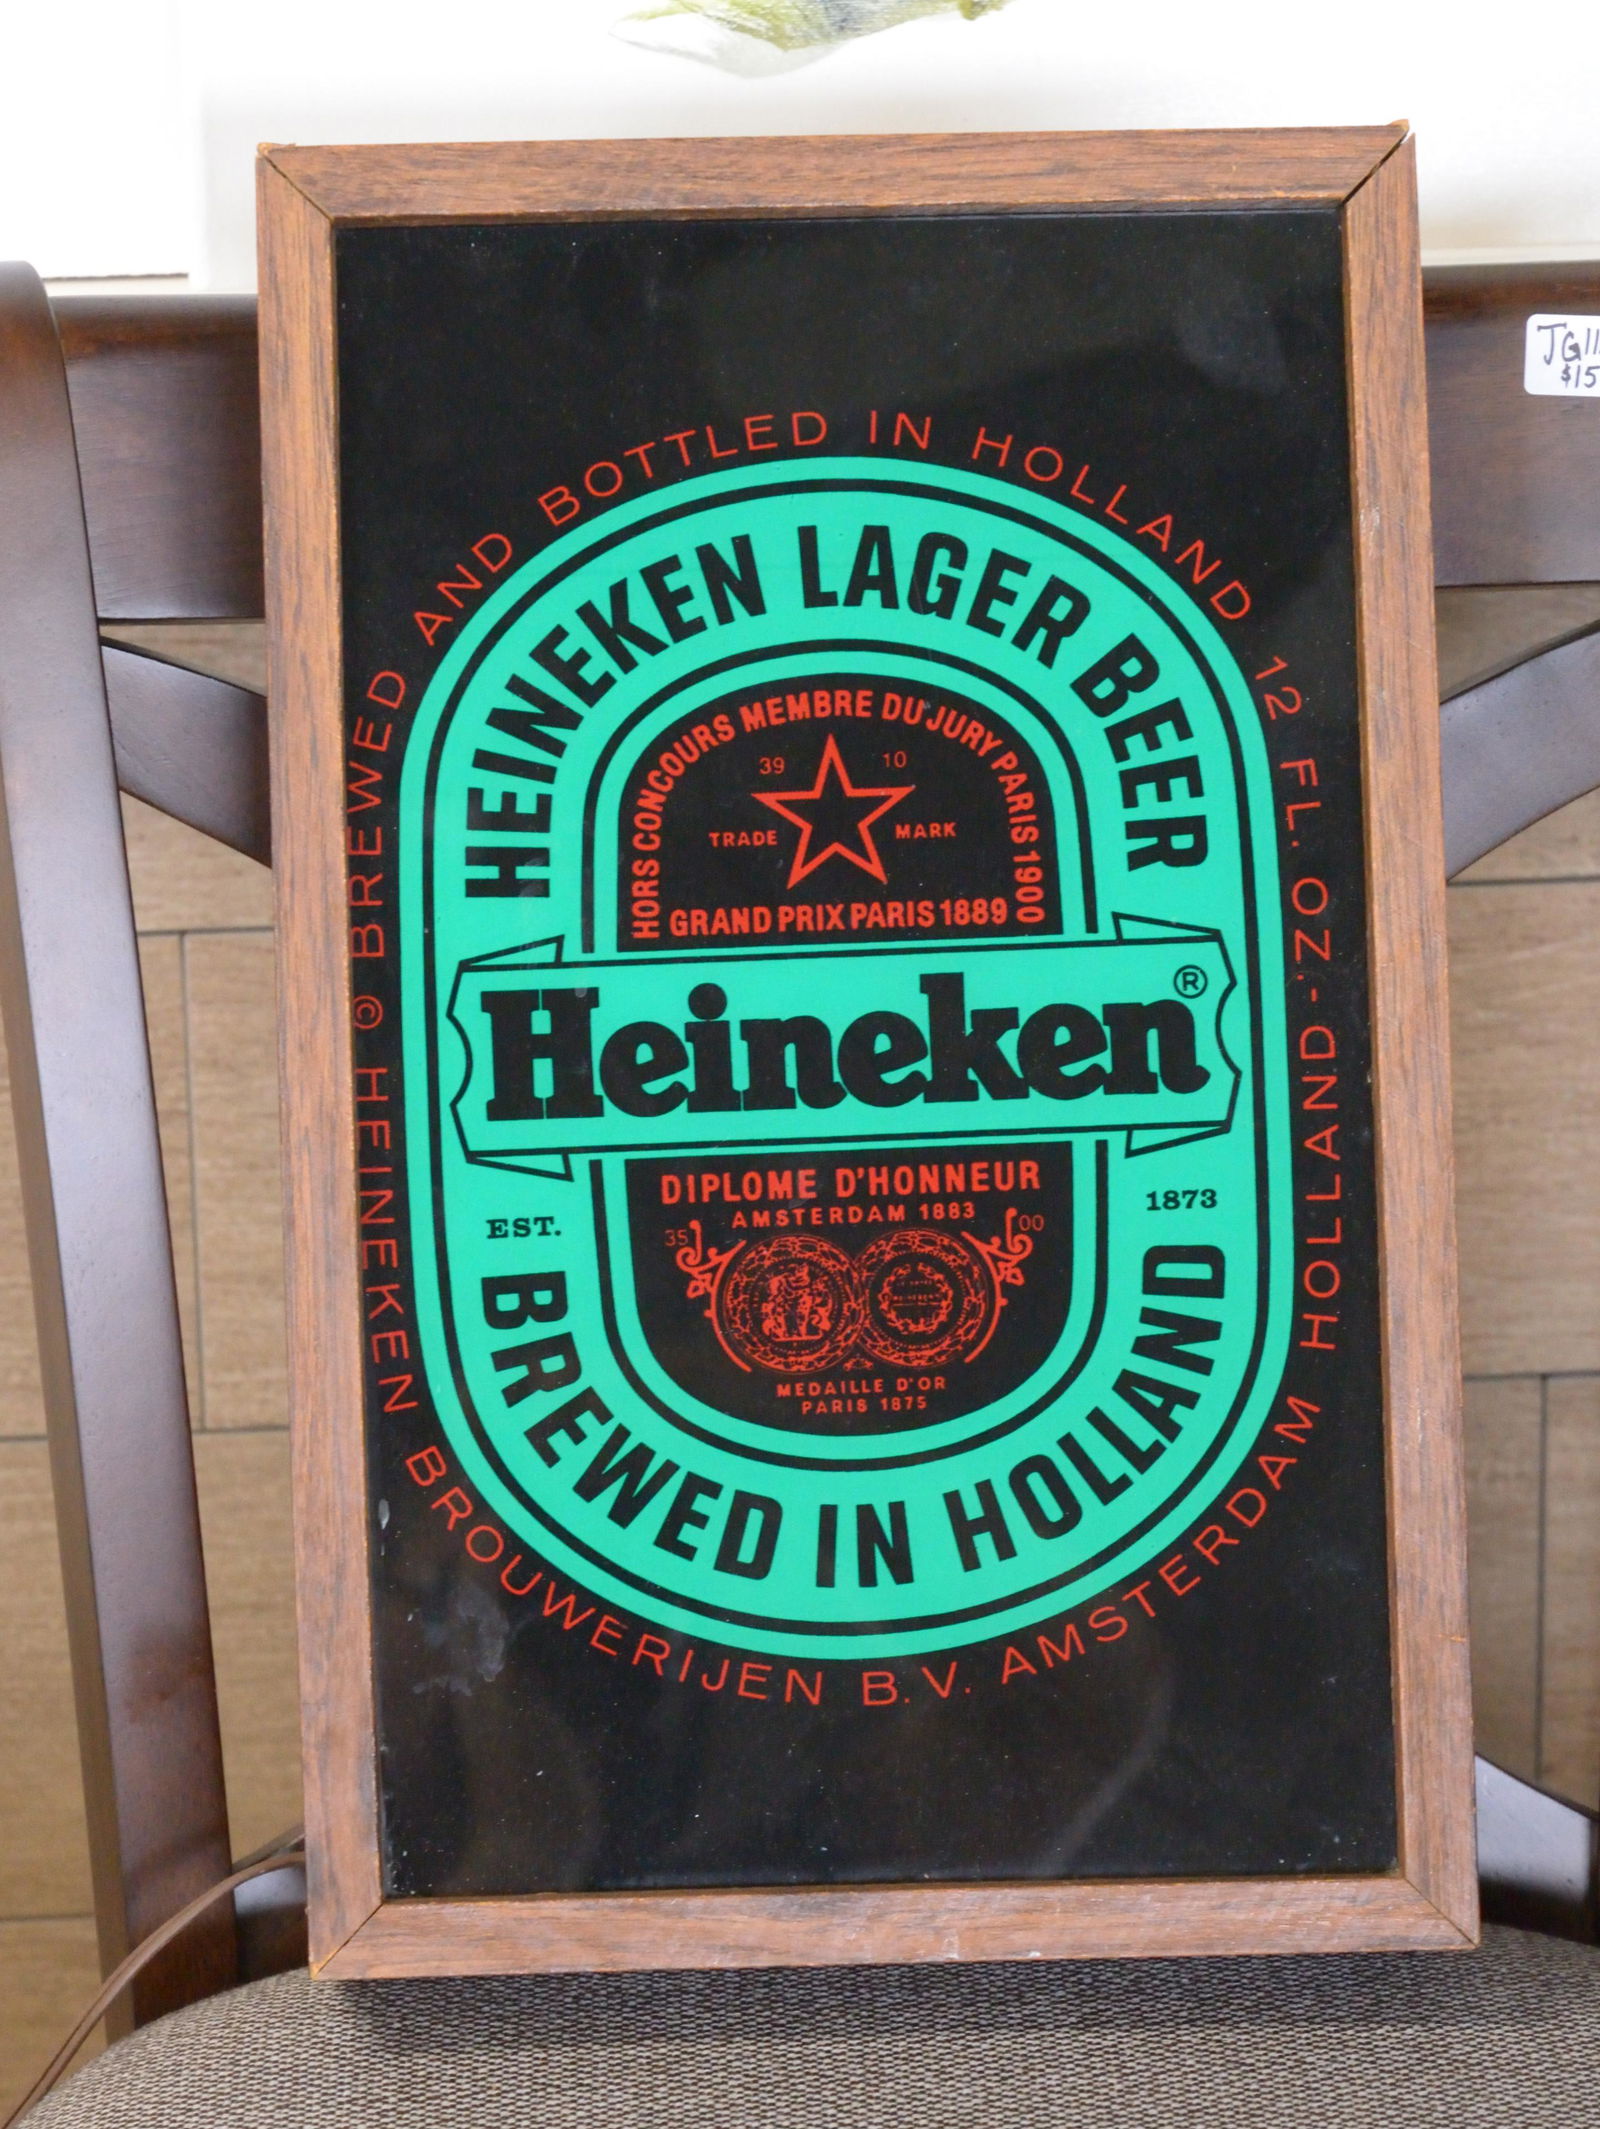 BREWED AND BOTTLED IN HOLLAND 12 FL. OZ.
HOLLAND - HOLLAND
© HEINEKEN BROUWERIJEN B.V. AMSTERDAM
HEINEKEN LAGER BEER
HORS CONCOURS MEMBRE DU JURY PARIS 1900
39 10
TRADE MARK
GRAND PRIX PARIS 1889
Heineken®
DIPLOME D'HONNEUR
AMSTERDAM 1883
35 00
MEDAILLE D'OR
PARIS 1875
EST. 1873
BREWED IN HOLLAND
$15